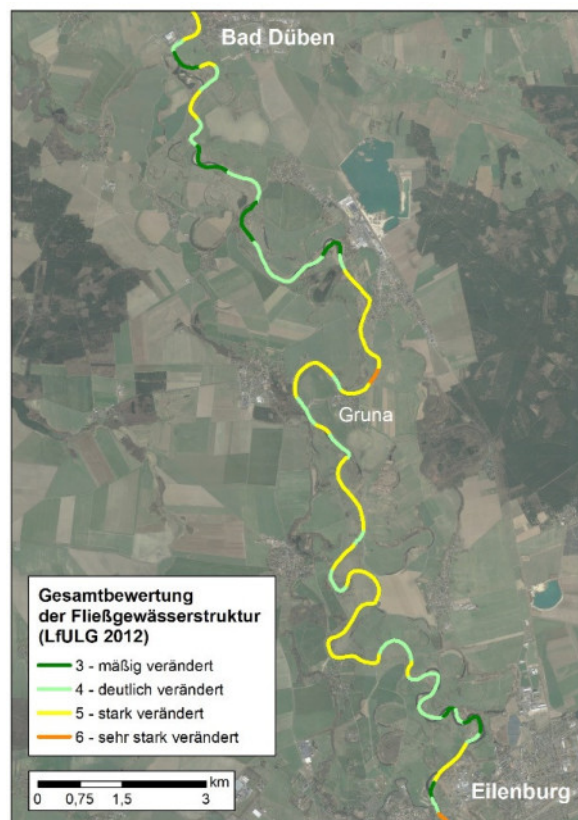 Bad Düben
Gruna
Gesamtbewertung
der Fließgewässerstruktur
(LfULG 2012)
3 - mäßig verändert
4 - deutlich verändert
5 - stark verändert
6 - sehr stark verändert
km
0 0,75 1,5 3
Eilenburg